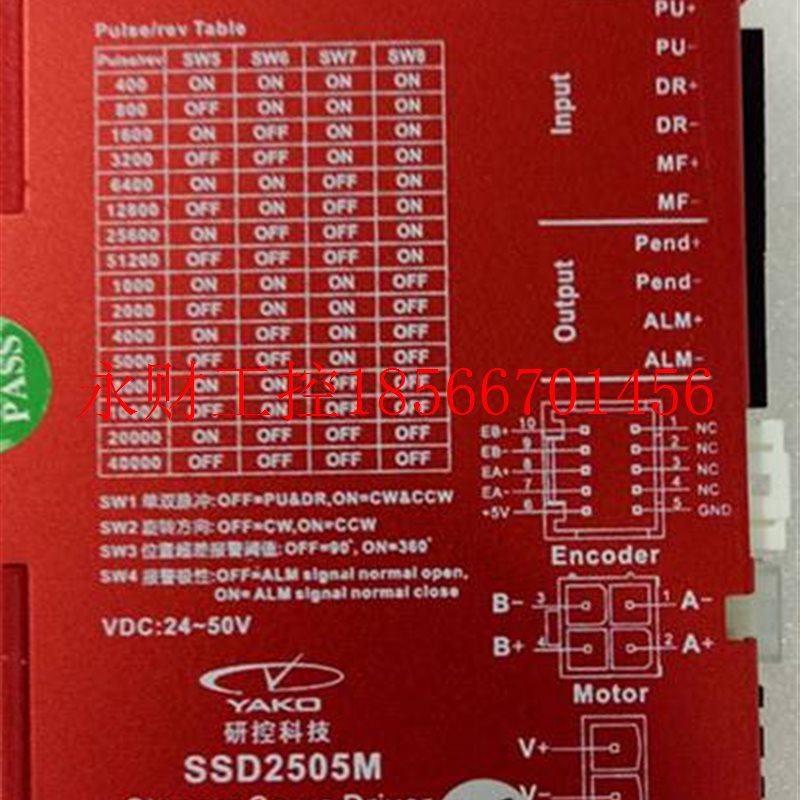 Pulse/rev Table
Pulse/rev SW5 SW6 SW7 SW8
400 ON ON ON ON
800 OFF ON ON ON
1600 ON OFF ON ON
3200 OFF OFF ON ON
6400 ON ON OFF ON
12800 OFF ON OFF ON
25600 ON OFF OFF ON
51200 OFF OFF OFF ON
1000 ON ON ON OFF
2000 OFF ON ON OFF
4000 ON OFF ON OFF
5000 OFF OFF ON OFF
ON ON OFF OFF
OFF ON OFF OFF
20000 ON OFF OFF OFF
40000 OFF OFF OFF OFF
SW1 单双脉冲:OFF=PU&DR,ON=CW&CCW
SW2 旋转方向:OFF=CW,ON=CCW
SW3 位置超差报警阈值: OFF=90°, ON=360°
SW4 报警极性: OFF=ALM signal normal open,
ON= ALM signal normal close
VDC:24~50V
YAKO
研控科技
SSD2505M
PASS
永财工控18566701456
Input
PU+
PU-
DR+
DR-
MF+
MF-
Output
Pend+
Pend-
ALM+
ALM-
EB+ 10 1 NC
EB- 9 2 NC
EA+ 8 3 NC
EA- 7 4 NC
+5V 6 5 GND
Encoder
B- 3 1 A-
B+ 4 2 A+
Motor
V+
V-